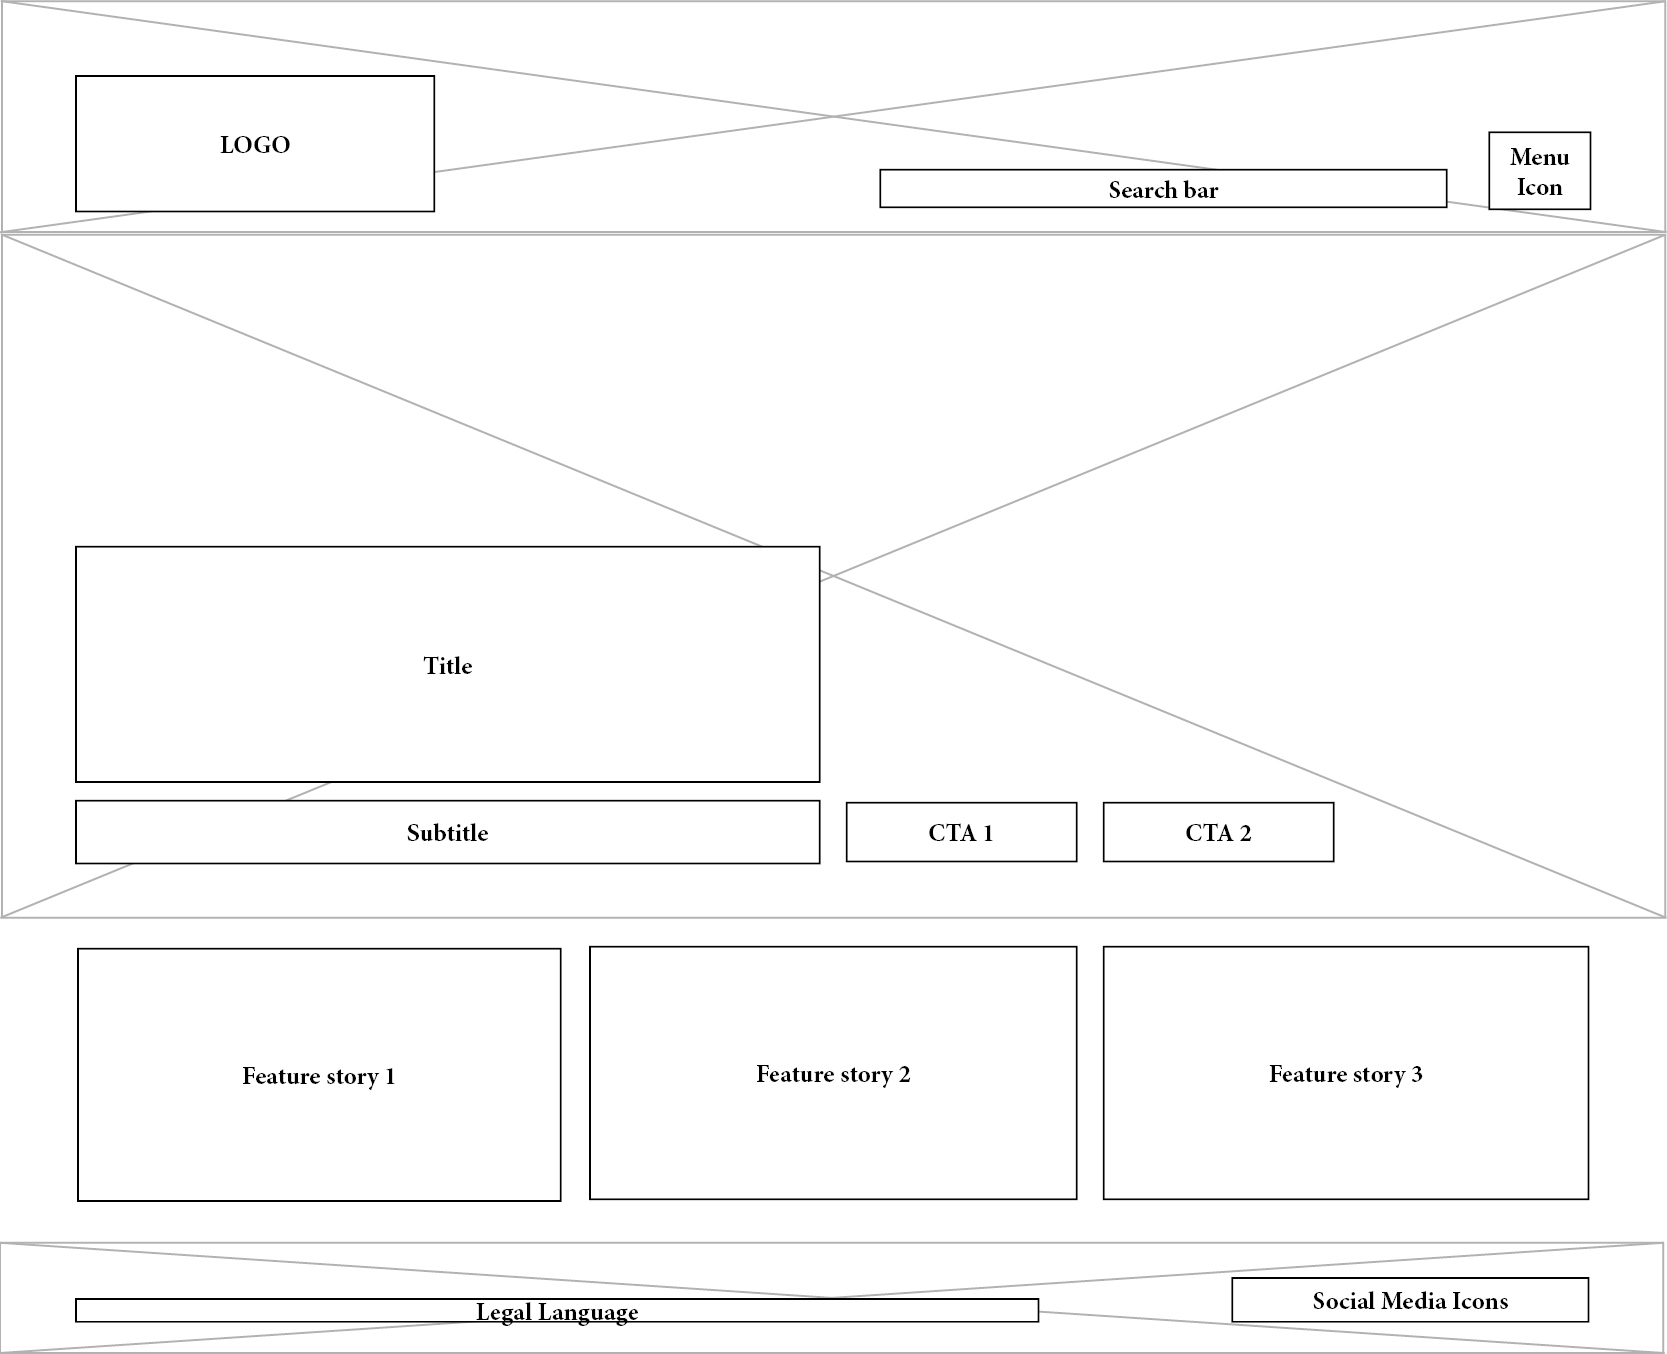 LOGO
Search bar
Menu
Icon
Title
Subtitle
CTA 1
CTA 2
Feature story 1
Feature story 2
Feature story 3
Legal Language
Social Media Icons